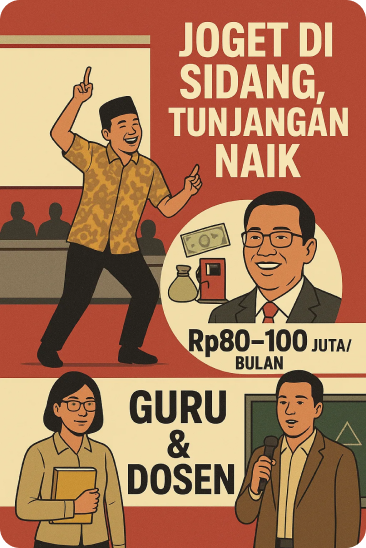 JOGET DI
SIDANG,
TUNJANGAN
NAIK
Rp80–100 JUTA/
BULAN
GURU
&
DOSEN